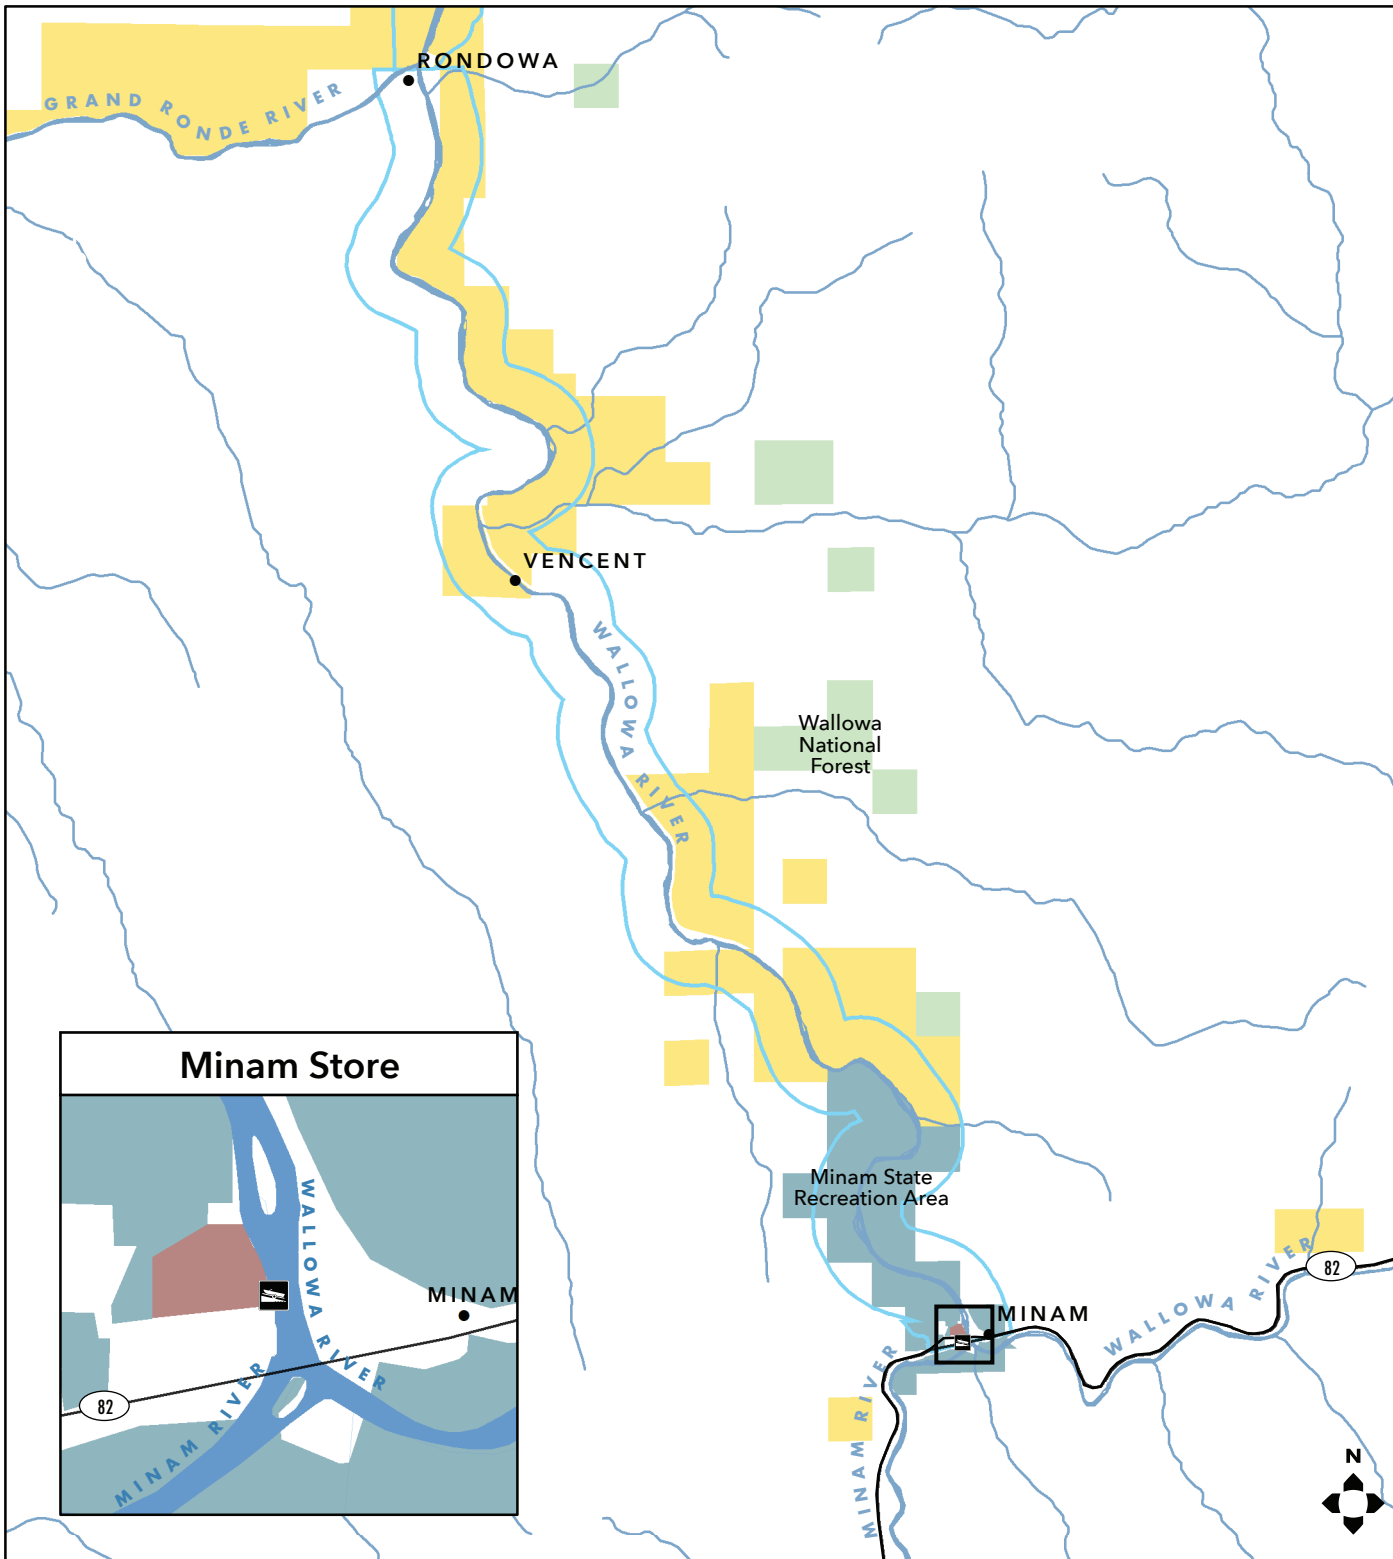 RONDOWA
GRAND RONDE RIVER
VENCENT
WALLOWA RIVER
Wallowa
National
Forest
Minam Store
WALLOWA RIVER
MINAM
82
MINAM RIVER
Minam State
Recreation Area
MINAM
WALLOWA RIVER
82
MINAM RIVER
N